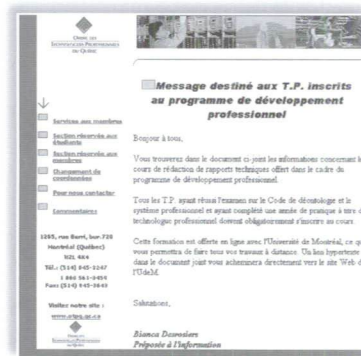 ORDRE DES
TECHNOLOGUES PROFESSIONNELS
DU QUÉBEC
Services aux membres
Section réservée aux
étudiants
Section réservée aux
membres
Changement de
coordonnées
Pour nous contacter
Commentaires
1265, rue Berri, bur.720
Montréal (Québec)
H2L 4X4
Tél.: (514) 845-3247
1 800 561-3459
Fax: (514) 845-3643
Visitez notre site :
www.otpq.qc.ca
Message destiné aux T.P. inscrits
au programme de développement
professionnel
Bonjour à tous,
Vous trouverez dans le document ci-joint les informations concernant le
cours de rédaction de rapports techniques offert dans le cadre du
programme de développement professionnel.
Tous les T.P. ayant réussi l'examen sur le Code de déontologie et le
système professionnel et ayant complété une année de pratique à titre d
technologue professionnel devront obligatoirement s'inscrire au cours.
Cette formation est offerte en ligne avec l'Université de Montréal, ce qu
vous permettra de faire tous vos travaux à distance. Un lien hypertexte
dans le document joint vous acheminera directement vers le site Web d
l'UdeM.
Salutations,
Bianca Desrosiers
Préposée à l'information